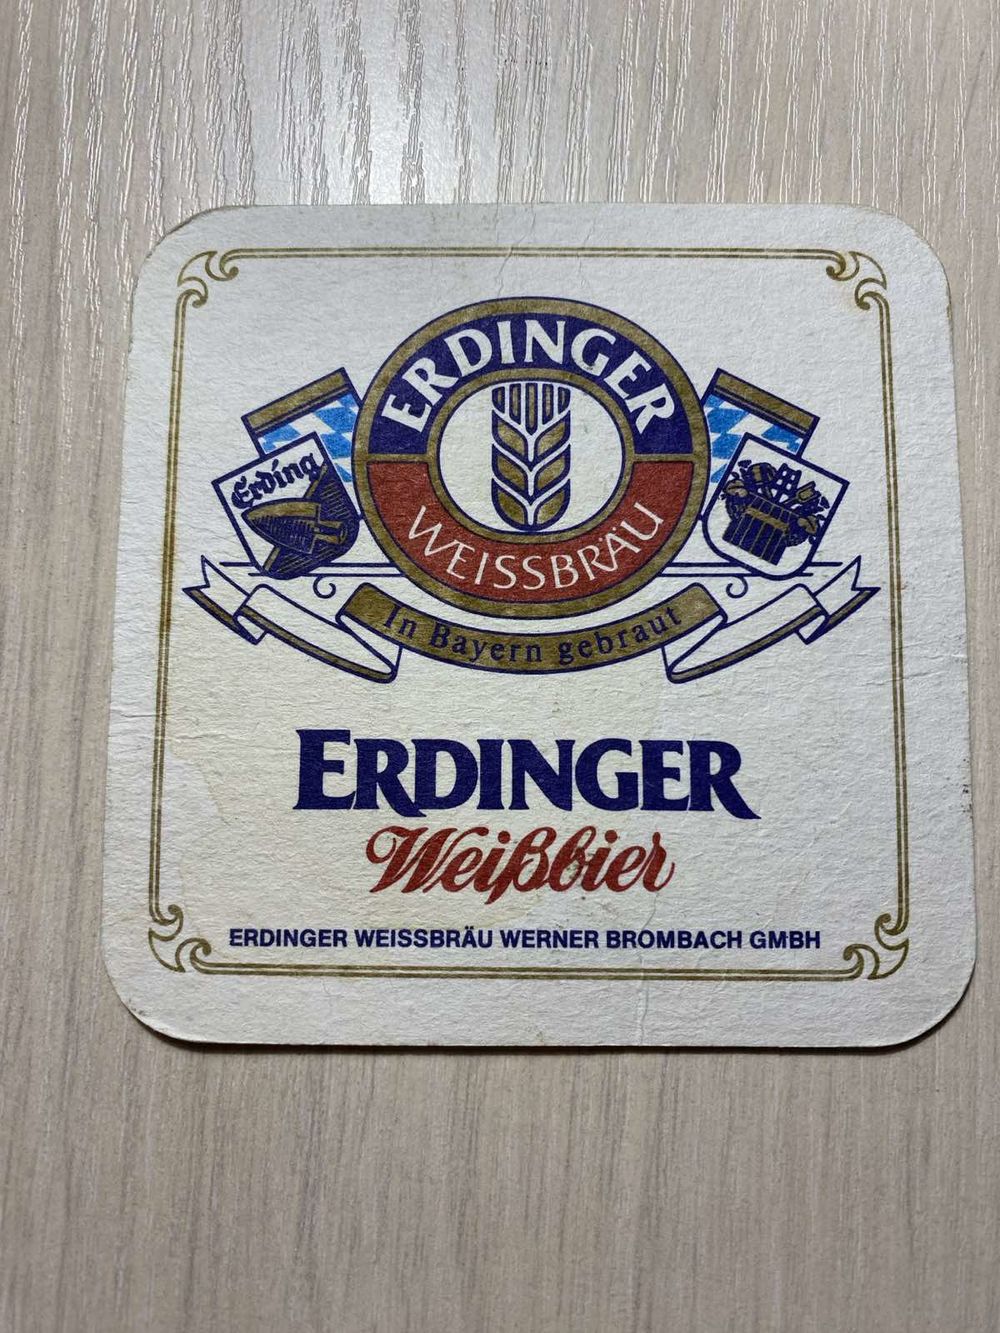 ERDINGER
Erding
WEISSBRÄU
In Bayern gebraut
ERDINGER
Weißbier
ERDINGER WEISSBRÄU WERNER BROMBACH GMBH